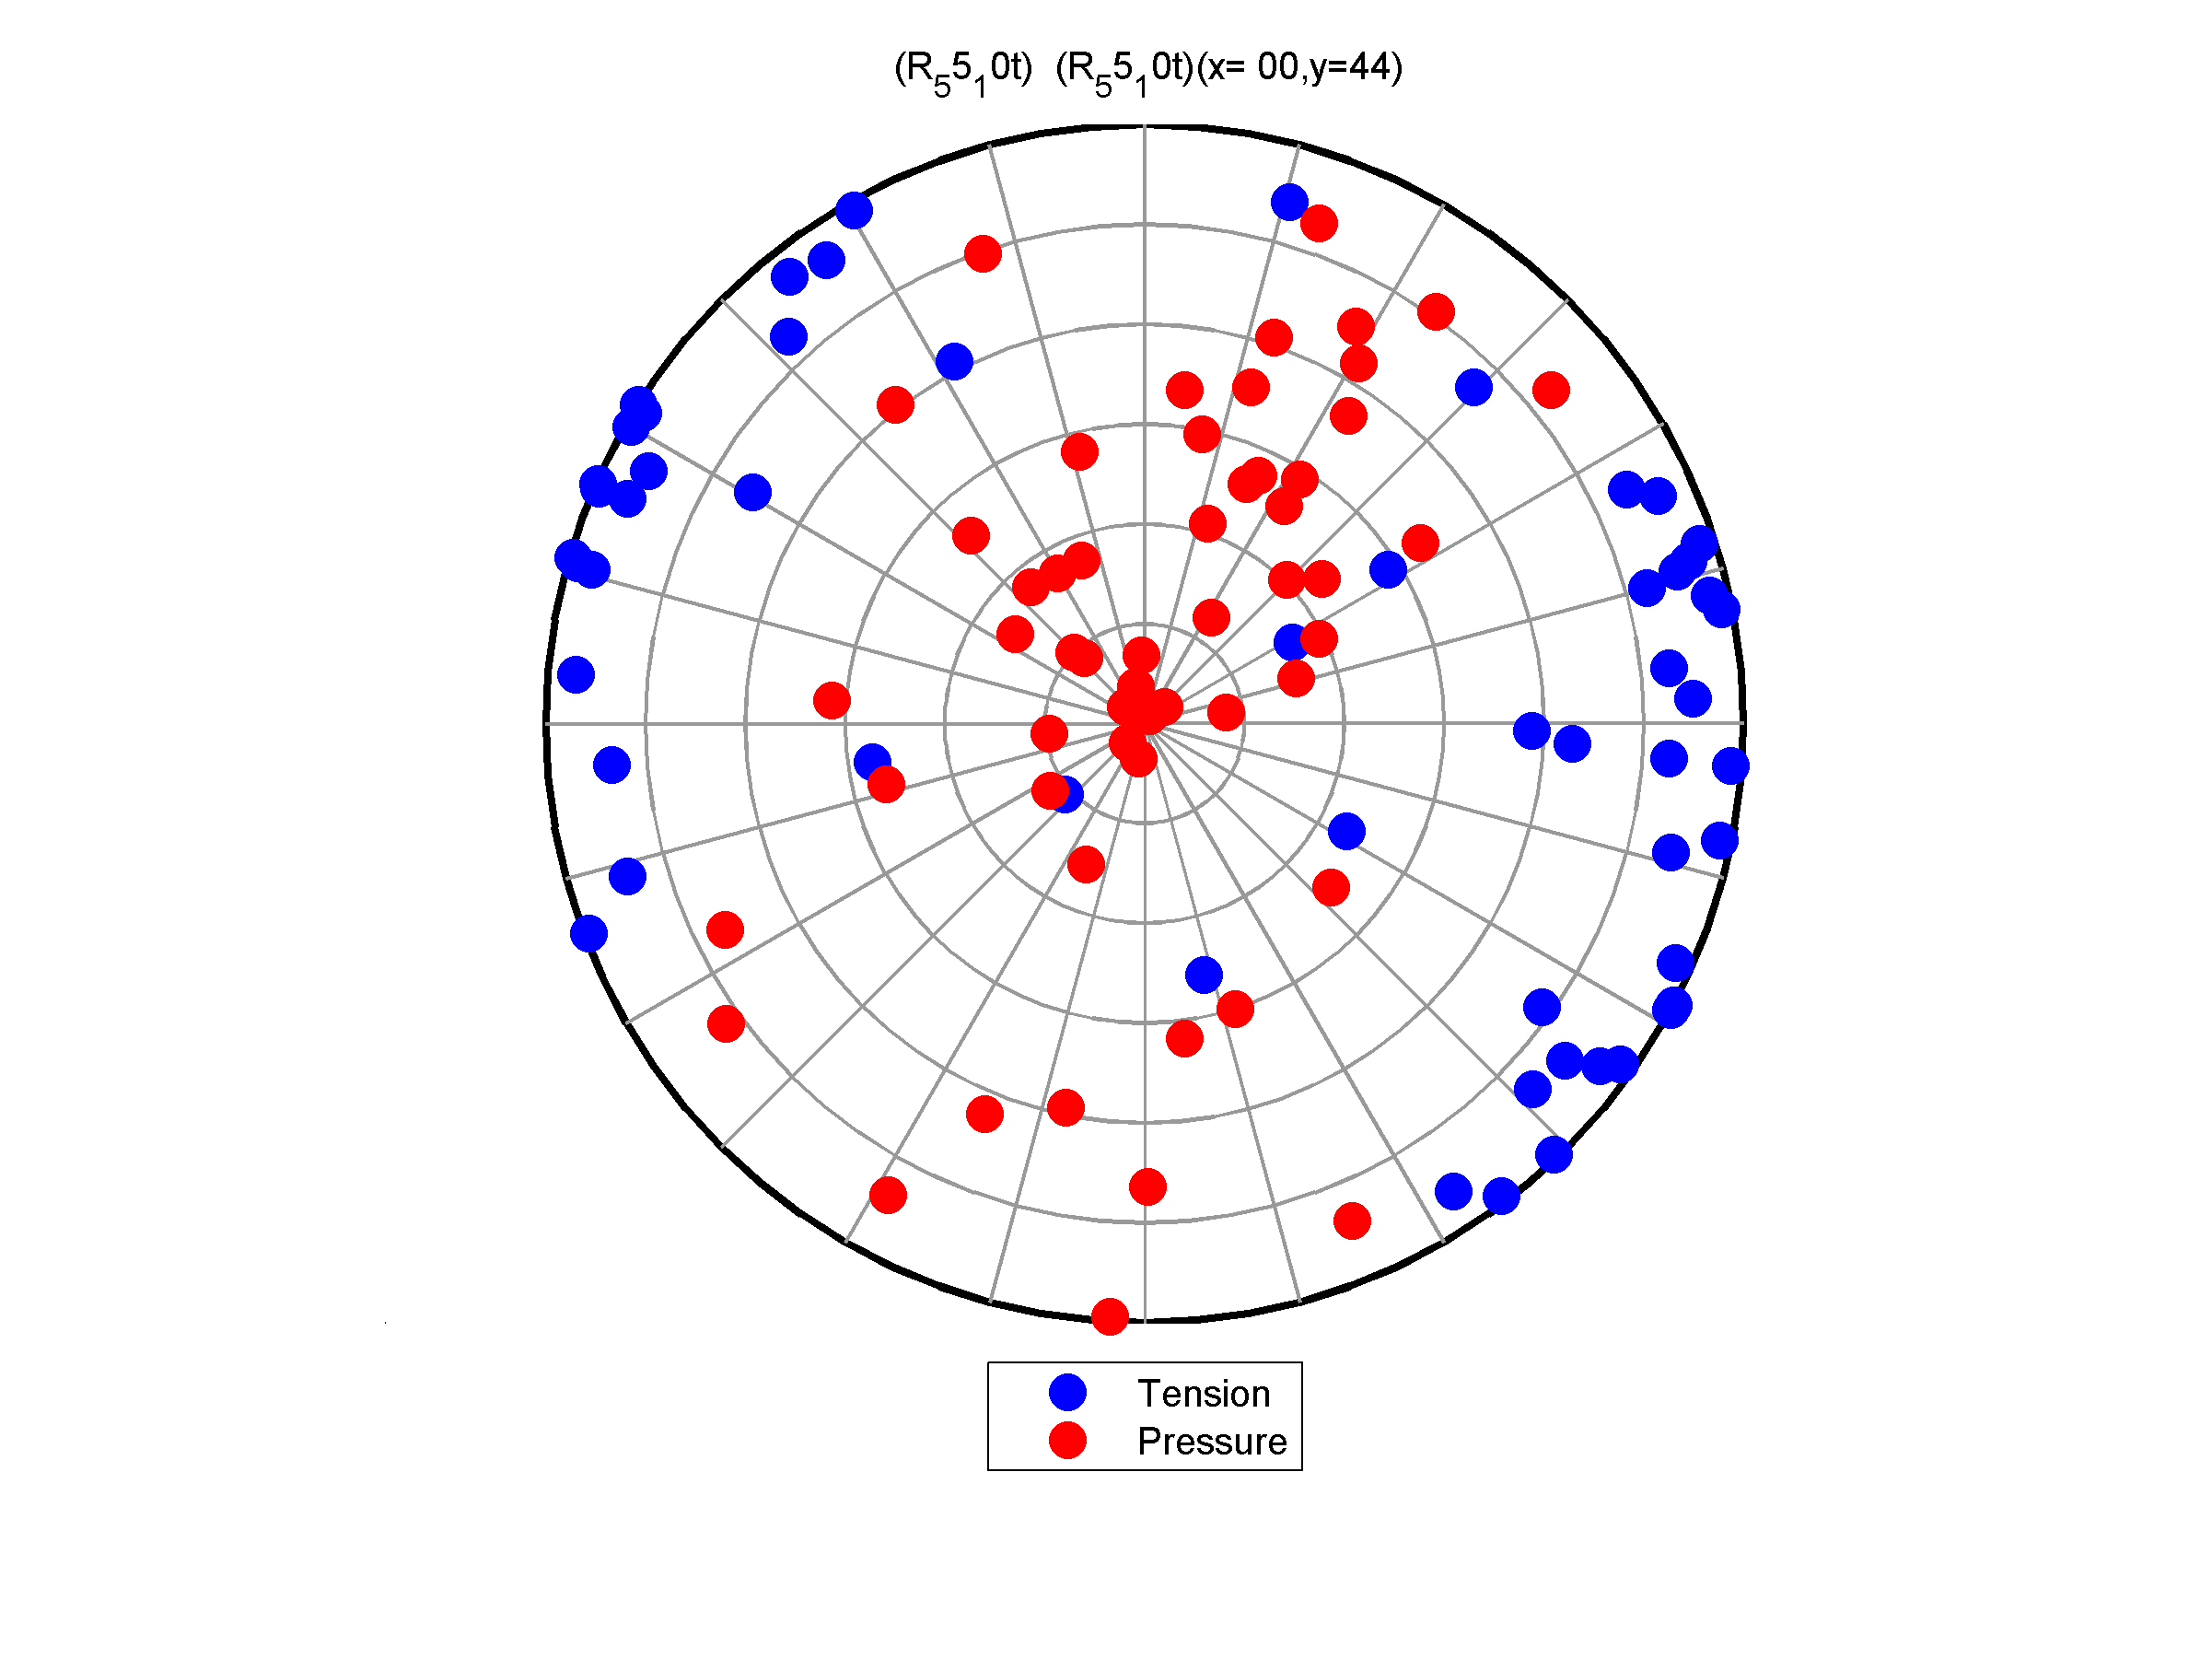 (R₅5₁0t) (R₅5₁0t)(x= 00,y=44)
Tension
Pressure